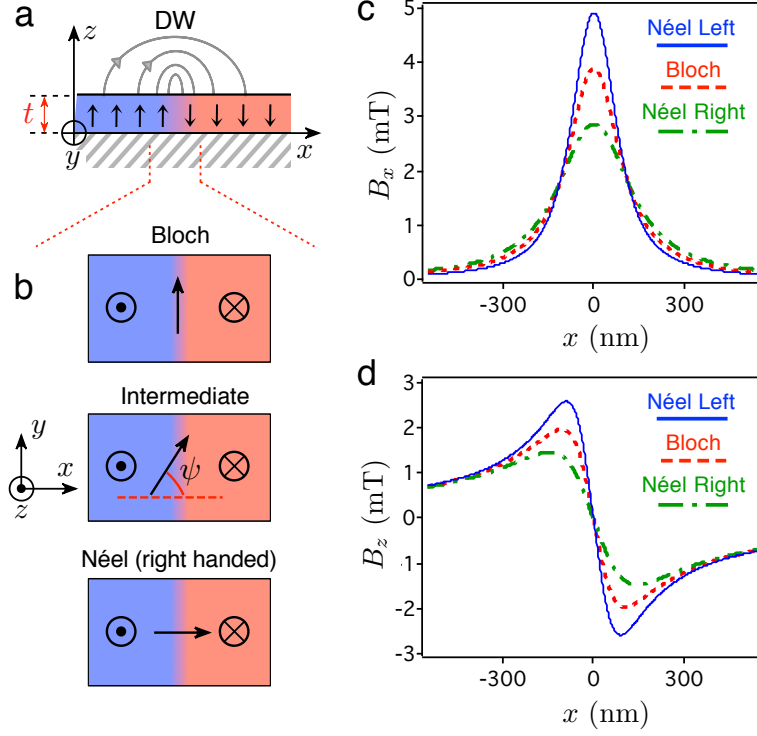 a
DW
z
t
y
x
Bloch
b
Intermediate
y
x
z
ψ
Néel (right handed)
c
Néel Left
Bloch
Néel Right
5
4
3
2
1
0
B_x (mT)
-300
0
300
x (nm)
d
Néel Left
Bloch
Néel Right
3
2
1
0
-1
-2
-3
B_z (mT)
-300
0
300
x (nm)